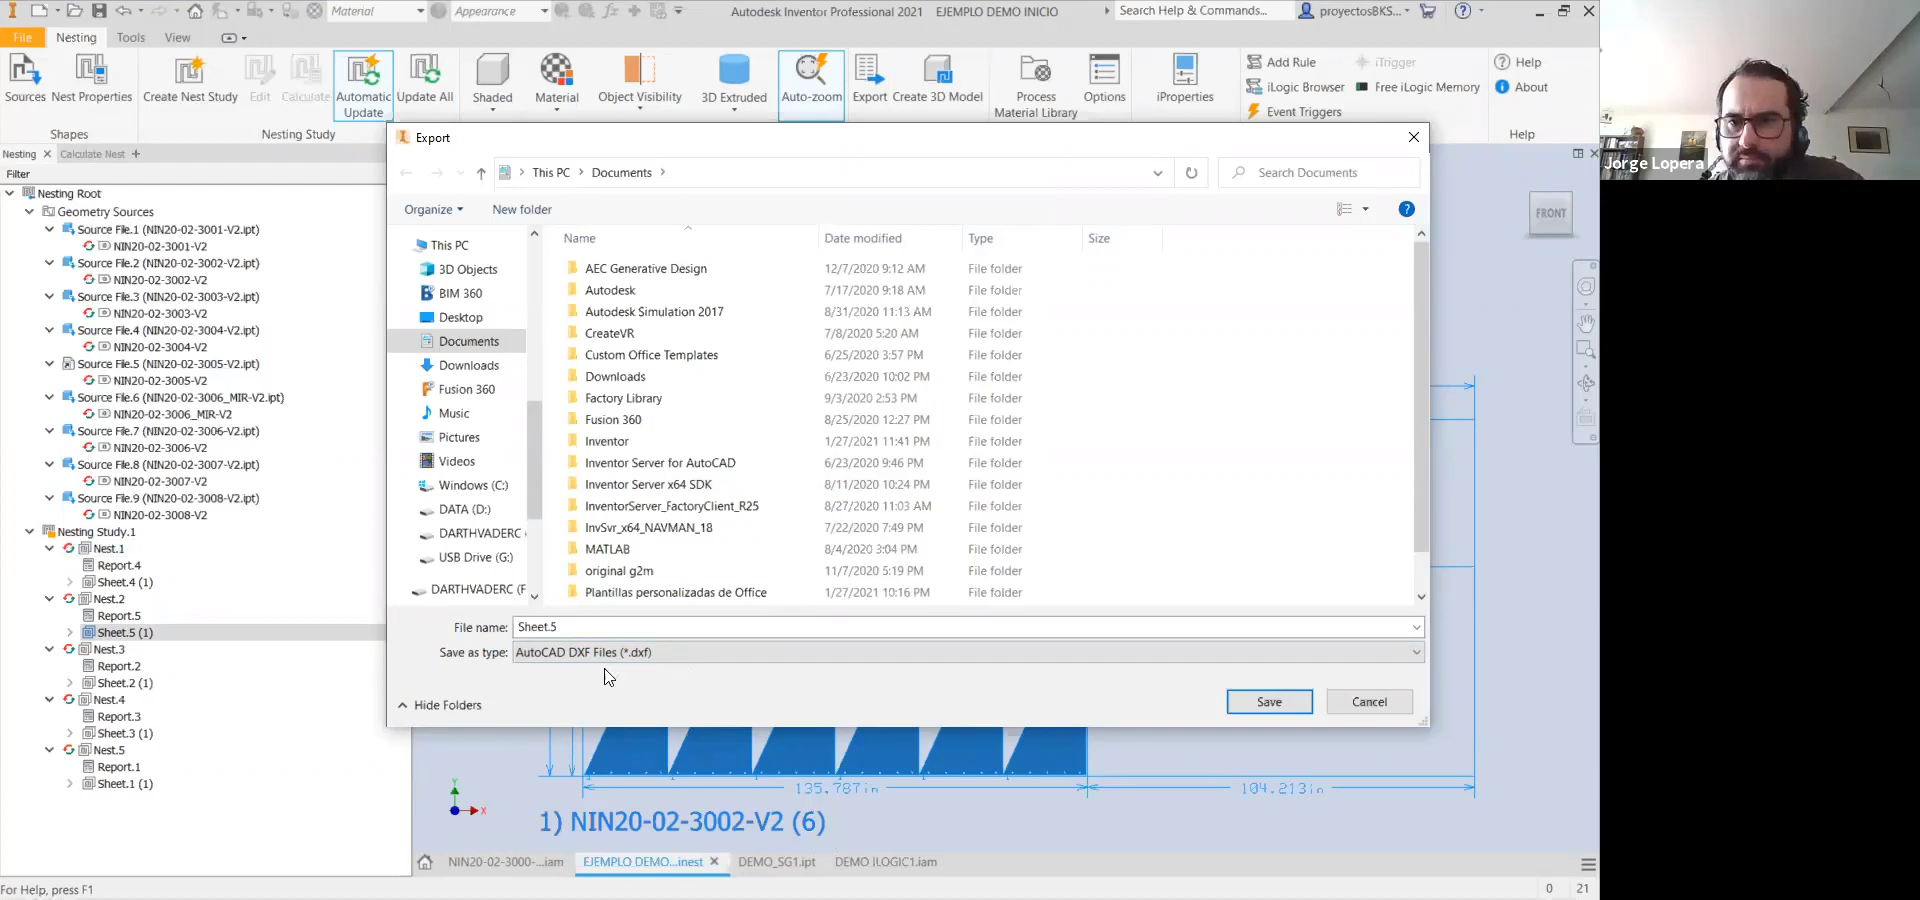 Material
Appearance
Autodesk Inventor Professional 2021 EJEMPLO DEMO INICIO
Search Help & Commands...
proyectosBKS...
File Nesting Tools View
Sources
Nest Properties
Create Nest Study
Edit
Calculate
Automatic Update
Update All
Shaded
Material
Object Visibility
3D Extruded
Auto-zoom
Export
Create 3D Model
Process Material Library
Options
iProperties
Add Rule
iTrigger
iLogic Browser
Free iLogic Memory
Event Triggers
Help
About
Shapes
Nesting Study
Help
Nesting
Calculate Nest
Filter
Nesting Root
Geometry Sources
Source File.1 (NIN20-02-3001-V2.ipt)
NIN20-02-3001-V2
Source File.2 (NIN20-02-3002-V2.ipt)
NIN20-02-3002-V2
Source File.3 (NIN20-02-3003-V2.ipt)
NIN20-02-3003-V2
Source File.4 (NIN20-02-3004-V2.ipt)
NIN20-02-3004-V2
Source File.5 (NIN20-02-3005-V2.ipt)
NIN20-02-3005-V2
Source File.6 (NIN20-02-3006_MIR-V2.ipt)
NIN20-02-3006_MIR-V2
Source File.7 (NIN20-02-3006-V2.ipt)
NIN20-02-3006-V2
Source File.8 (NIN20-02-3007-V2.ipt)
NIN20-02-3007-V2
Source File.9 (NIN20-02-3008-V2.ipt)
NIN20-02-3008-V2
Nesting Study.1
Nest.1
Report.4
Sheet.4 (1)
Nest.2
Report.5
Sheet.5 (1)
Nest.3
Report.2
Sheet.2 (1)
Nest.4
Report.3
Sheet.3 (1)
Nest.5
Report.1
Sheet.1 (1)
Export
This PC > Documents >
Search Documents
Organize
New folder
This PC
3D Objects
BIM 360
Desktop
Documents
Downloads
Fusion 360
Music
Pictures
Videos
Windows (C:)
DATA (D:)
DARTHVADERC
USB Drive (G:)
DARTHVADERC (F
Name Date modified Type Size
AEC Generative Design 12/7/2020 9:12 AM File folder
Autodesk 7/17/2020 9:18 AM File folder
Autodesk Simulation 2017 8/31/2020 11:13 AM File folder
CreateVR 7/8/2020 5:20 AM File folder
Custom Office Templates 6/25/2020 3:57 PM File folder
Downloads 6/23/2020 10:02 PM File folder
Factory Library 9/3/2020 2:53 PM File folder
Fusion 360 8/25/2020 12:27 PM File folder
Inventor 1/27/2021 11:41 PM File folder
Inventor Server for AutoCAD 6/23/2020 9:46 PM File folder
Inventor Server x64 SDK 8/11/2020 10:24 PM File folder
InventorServer_FactoryClient_R25 8/27/2020 11:03 AM File folder
InvSvr_x64_NAVMAN_18 7/22/2020 7:49 PM File folder
MATLAB 8/4/2020 3:04 PM File folder
original g2m 11/7/2020 5:19 PM File folder
Plantillas personalizadas de Office 1/27/2021 10:16 PM File folder
File name: Sheet.5
Save as type: AutoCAD DXF Files (*.dxf)
Hide Folders
Save
Cancel
FRONT
Jorge Lopera
135.787in
104.213in
Y
X
1) NIN20-02-3002-V2 (6)
NIN20-02-3000-...iam
EJEMPLO DEMO...inest
DEMO_SG1.ipt
DEMO ILOGIC1.iam
For Help, press F1
0 21